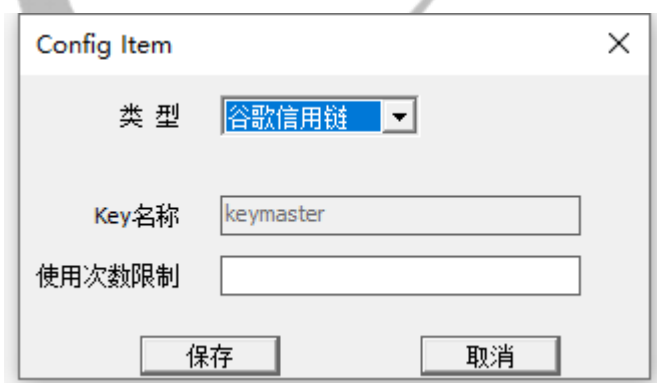 Config Item
类 型
谷歌信用链
Key名称
keymaster
使用次数限制
保存
取消